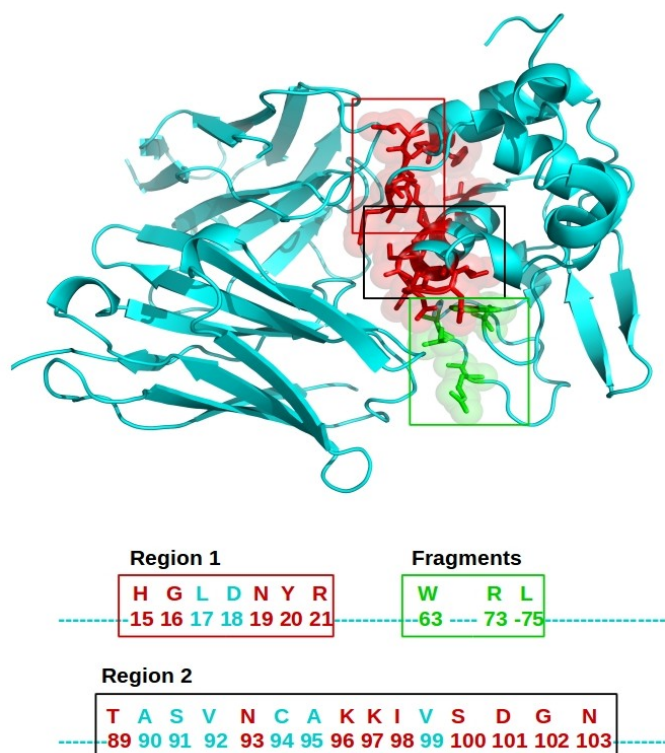 Region 1
H G L D N Y R
15 16 17 18 19 20 21
Fragments
W R L
63 73 -75
Region 2
T A S V N C A K K I V S D G N
89 90 91 92 93 94 95 96 97 98 99 100 101 102 103